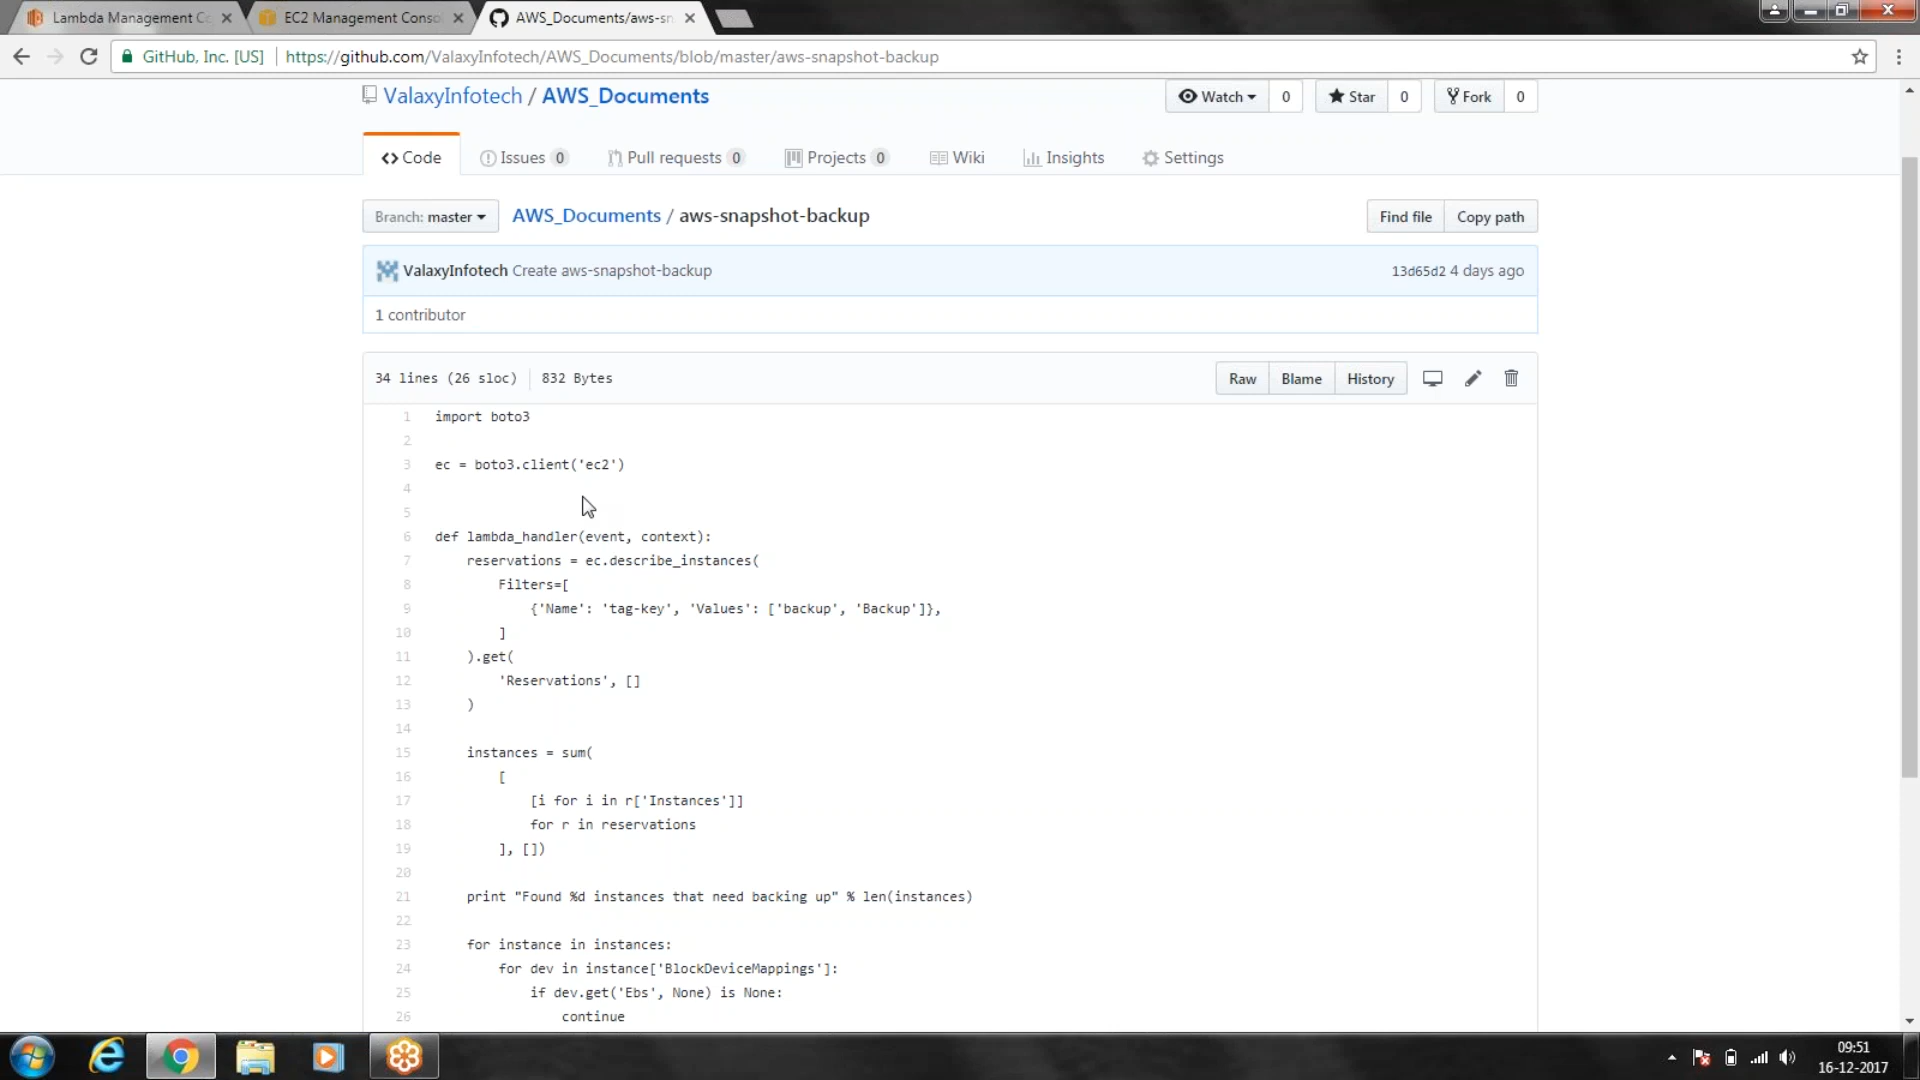 Lambda Management Co
EC2 Management Conso
AWS_Documents/aws-sn
GitHub, Inc. [US] https://github.com/ValaxyInfotech/AWS_Documents/blob/master/aws-snapshot-backup
ValaxyInfotech / AWS_Documents
Watch 0 Star 0 Fork 0
<> Code Issues 0 Pull requests 0 Projects 0 Wiki Insights Settings
Branch: master AWS_Documents / aws-snapshot-backup Find file Copy path
ValaxyInfotech Create aws-snapshot-backup 13d65d2 4 days ago
1 contributor
34 lines (26 sloc) 832 Bytes Raw Blame History
1 import boto3
2
3 ec = boto3.client('ec2')
4
5
6 def lambda_handler(event, context):
7 reservations = ec.describe_instances(
8 Filters=[
9 {'Name': 'tag-key', 'Values': ['backup', 'Backup']},
10 ]
11 ).get(
12 'Reservations', []
13 )
14
15 instances = sum(
16 [
17 [i for i in r['Instances']]
18 for r in reservations
19 ], [])
20
21 print "Found %d instances that need backing up" % len(instances)
22
23 for instance in instances:
24 for dev in instance['BlockDeviceMappings']:
25 if dev.get('Ebs', None) is None:
26 continue
09:51
16-12-2017